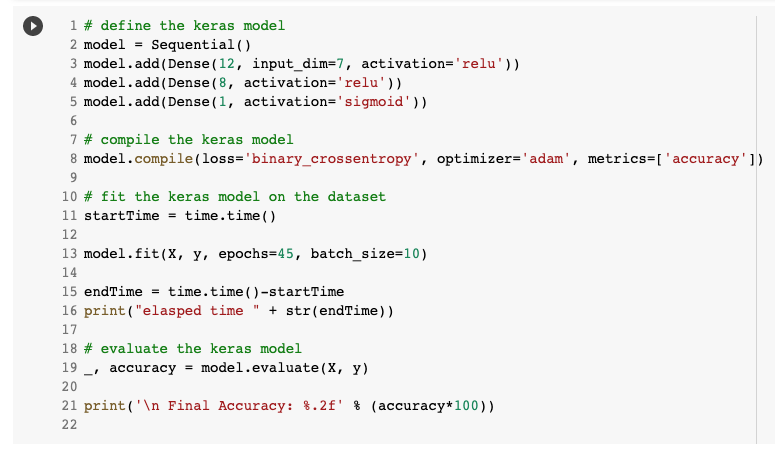 1 # define the keras model
2 model = Sequential()
3 model.add(Dense(12, input_dim=7, activation='relu'))
4 model.add(Dense(8, activation='relu'))
5 model.add(Dense(1, activation='sigmoid'))
6
7 # compile the keras model
8 model.compile(loss='binary_crossentropy', optimizer='adam', metrics=['accuracy'])
9
10 # fit the keras model on the dataset
11 startTime = time.time()
12
13 model.fit(X, y, epochs=45, batch_size=10)
14
15 endTime = time.time()-startTime
16 print("elasped time " + str(endTime))
17
18 # evaluate the keras model
19 _, accuracy = model.evaluate(X, y)
20
21 print('\n Final Accuracy: %.2f' % (accuracy*100))
22